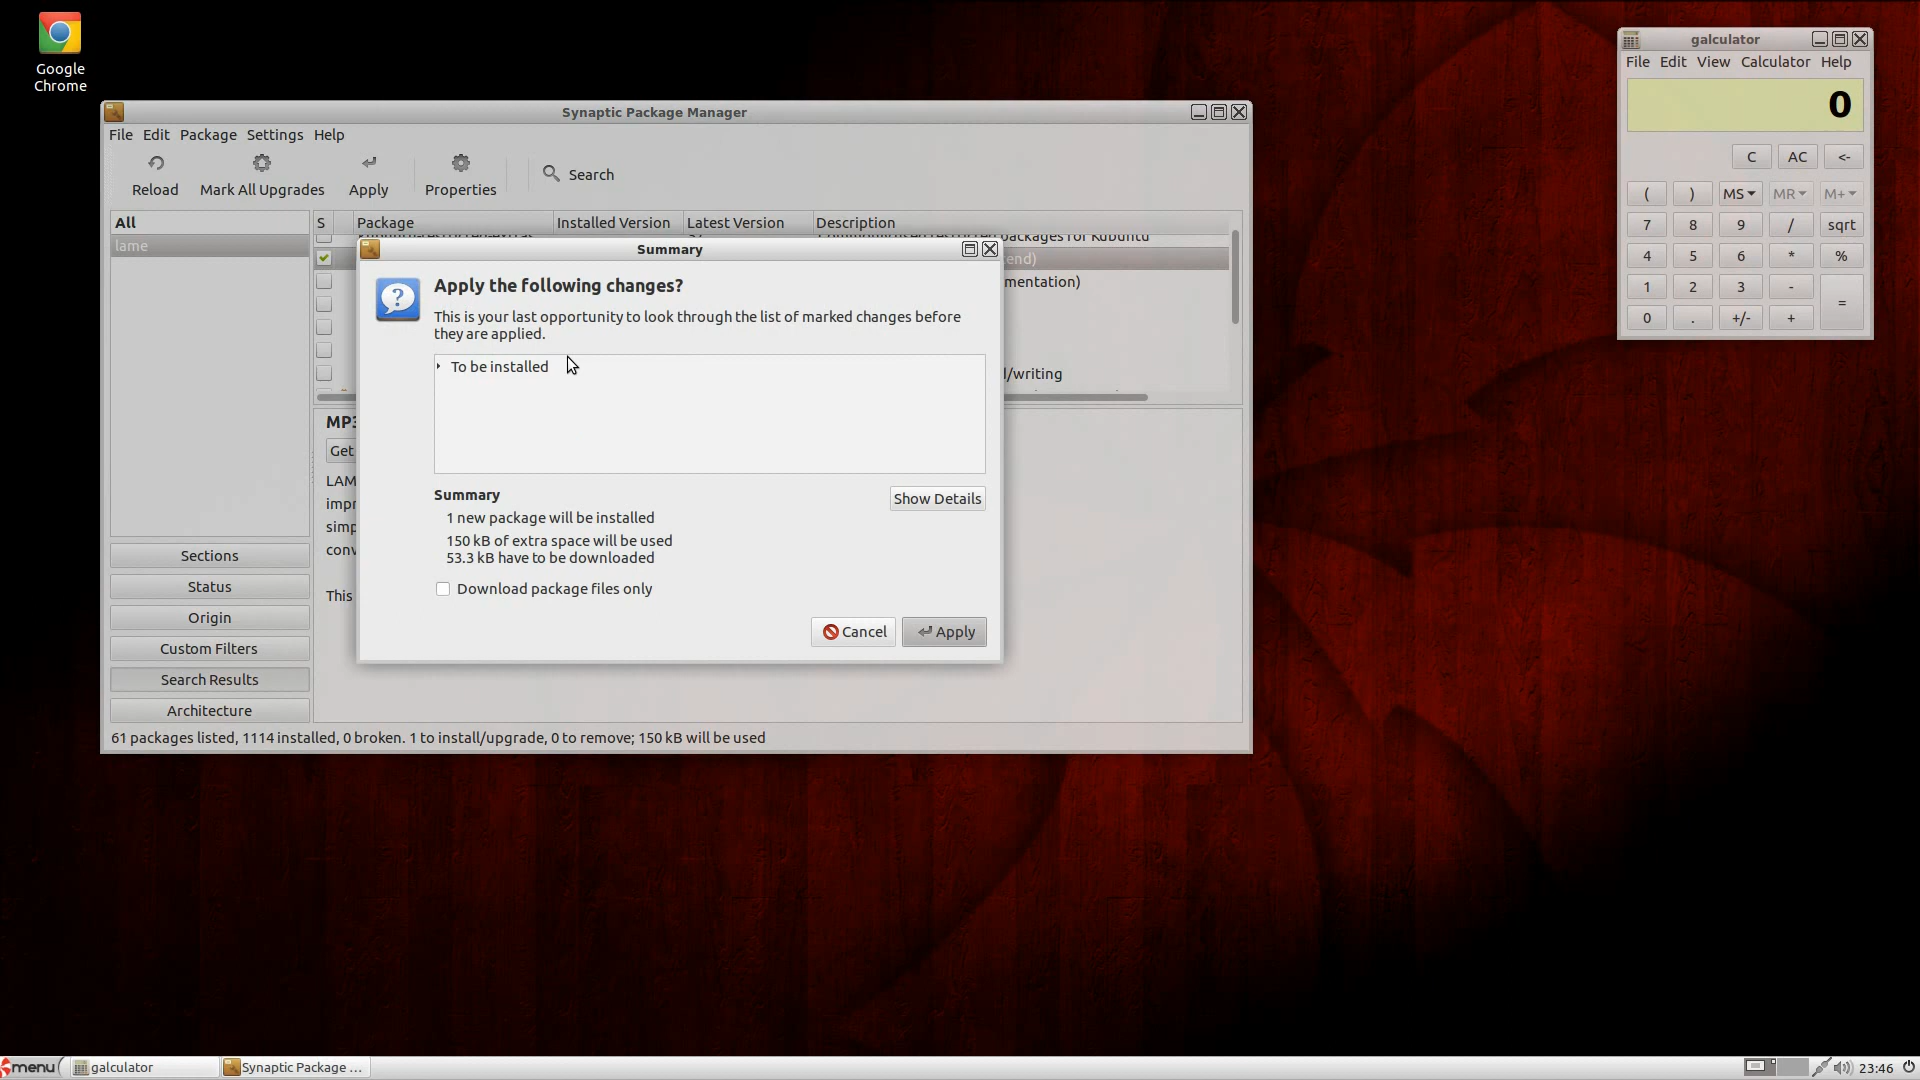 Google
Chrome
Synaptic Package Manager
File Edit Package Settings Help
Reload Mark All Upgrades Apply Properties Search
All
lame
S Package Installed Version Latest Version Description
packages for Kubuntu
end)
mentation)
/writing
MP3
Get
LAM
impr
simp
conv
This
Sections
Status
Origin
Custom Filters
Search Results
Architecture
61 packages listed, 1114 installed, 0 broken. 1 to install/upgrade, 0 to remove; 150 kB will be used
Summary
Apply the following changes?
This is your last opportunity to look through the list of marked changes before
they are applied.
To be installed
Summary
Show Details
1 new package will be installed
150 kB of extra space will be used
53.3 kB have to be downloaded
Download package files only
Cancel Apply
galculator
File Edit View Calculator Help
0
C AC <-
( ) MS MR M+
7 8 9 / sqrt
4 5 6 * %
1 2 3 - =
0 . +/- +
menu galculator Synaptic Package ... 23:46